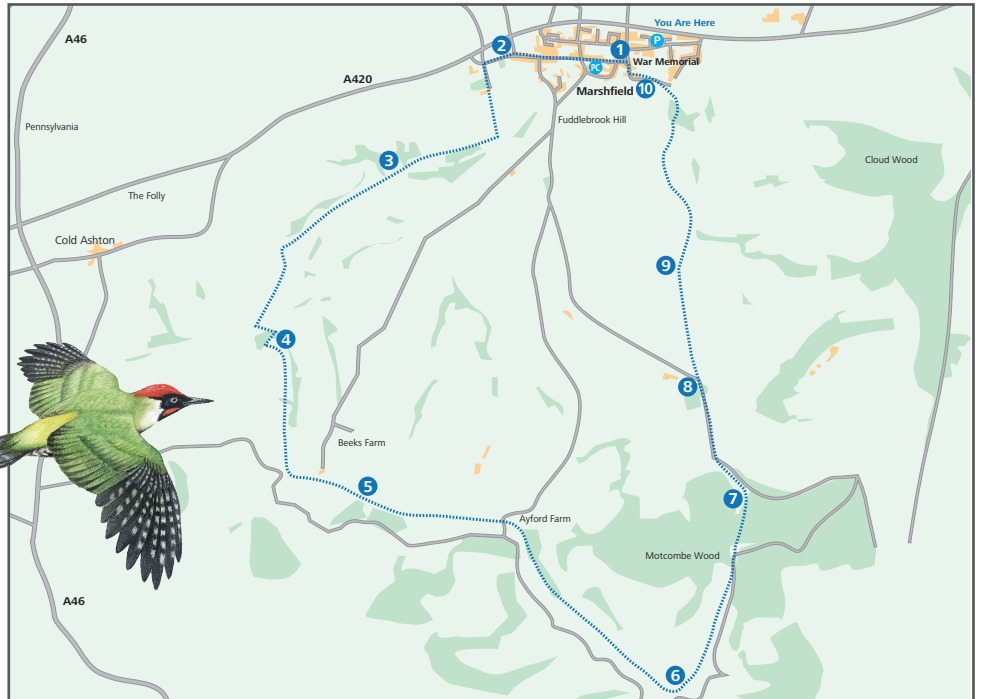 You Are Here
A46
2
1
P
War Memorial
PC
A420
Marshfield
10
Fuddlebrook Hill
Pennsylvania
3
Cloud Wood
The Folly
Cold Ashton
9
4
8
Beeks Farm
5
7
Ayford Farm
Motcombe Wood
A46
6